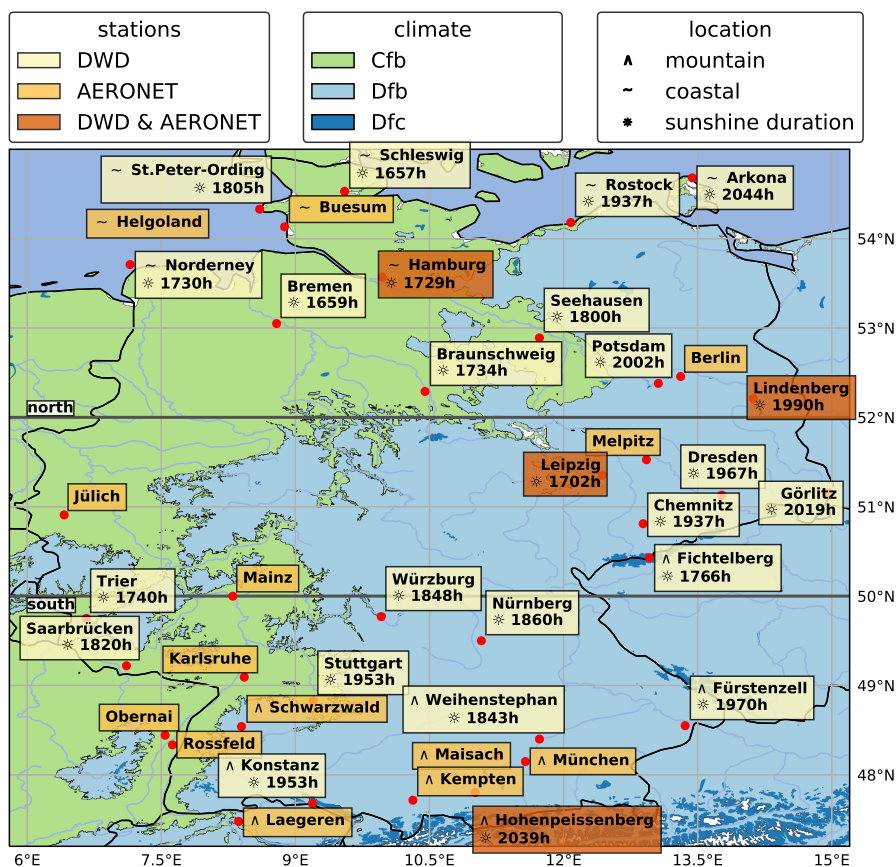 stations
DWD
AERONET
DWD & AERONET
climate
Cfb
Dfb
Dfc
location
∧ mountain
~ coastal
✸ sunshine duration
~ St.Peter-Ording
☼ 1805h
~ Schleswig
☼ 1657h
~ Rostock
☼ 1937h
~ Arkona
☼ 2044h
~ Helgoland
~ Buesum
~ Norderney
☼ 1730h
Bremen
☼ 1659h
~ Hamburg
☼ 1729h
Seehausen
☼ 1800h
Braunschweig
☼ 1734h
Potsdam
☼ 2002h
Berlin
Lindenberg
☼ 1990h
north
Melpitz
Leipzig
☼ 1702h
Dresden
☼ 1967h
Görlitz
☼ 2019h
Jülich
Chemnitz
☼ 1937h
∧ Fichtelberg
☼ 1766h
Trier
☼ 1740h
Mainz
Würzburg
☼ 1848h
Nürnberg
☼ 1860h
south
Saarbrücken
☼ 1820h
Karlsruhe
Stuttgart
☼ 1953h
∧ Schwarzwald
∧ Weihenstephan
☼ 1843h
∧ Fürstenzell
☼ 1970h
Obernai
Rossfeld
∧ Konstanz
☼ 1953h
∧ Maisach
∧ München
∧ Kempten
∧ Laegeren
∧ Hohenpeissenberg
☼ 2039h
54°N
53°N
52°N
51°N
50°N
49°N
48°N
6°E
7.5°E
9°E
10.5°E
12°E
13.5°E
15°E